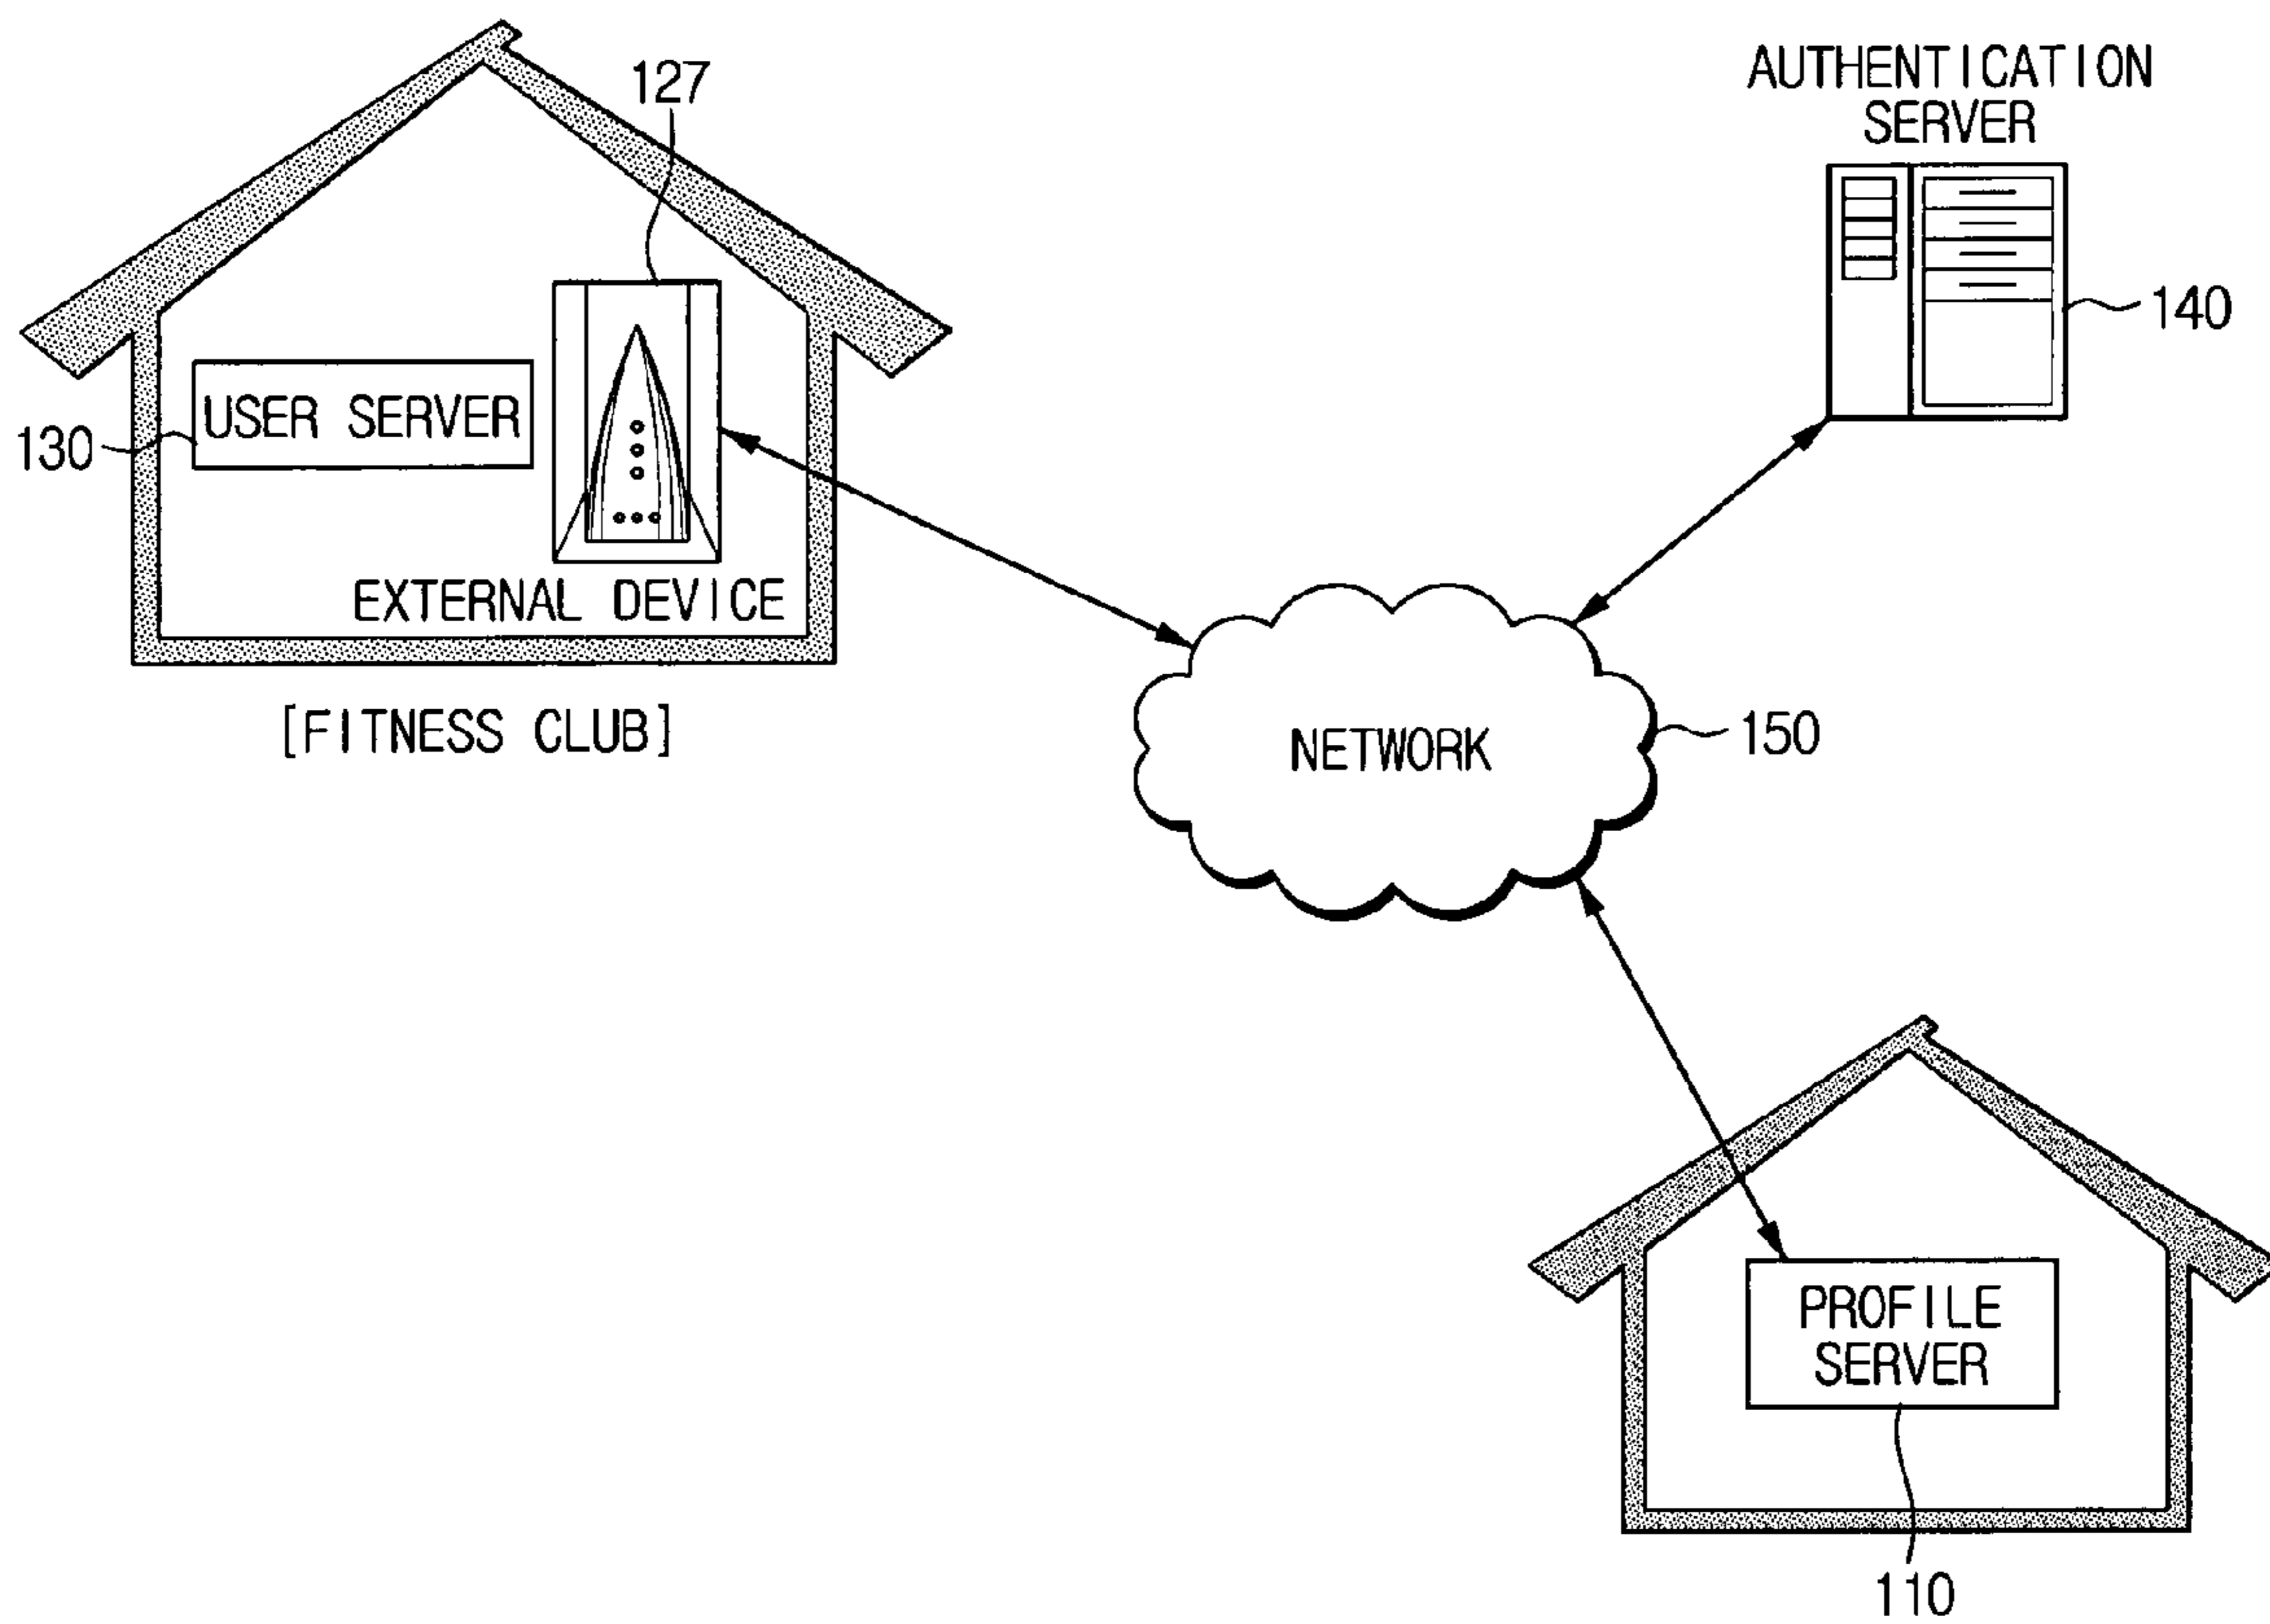 127
AUTHENTICATION
SERVER
140
USER SERVER
130
EXTERNAL DEVICE
[FITNESS CLUB]
NETWORK
150
PROFILE
SERVER
110